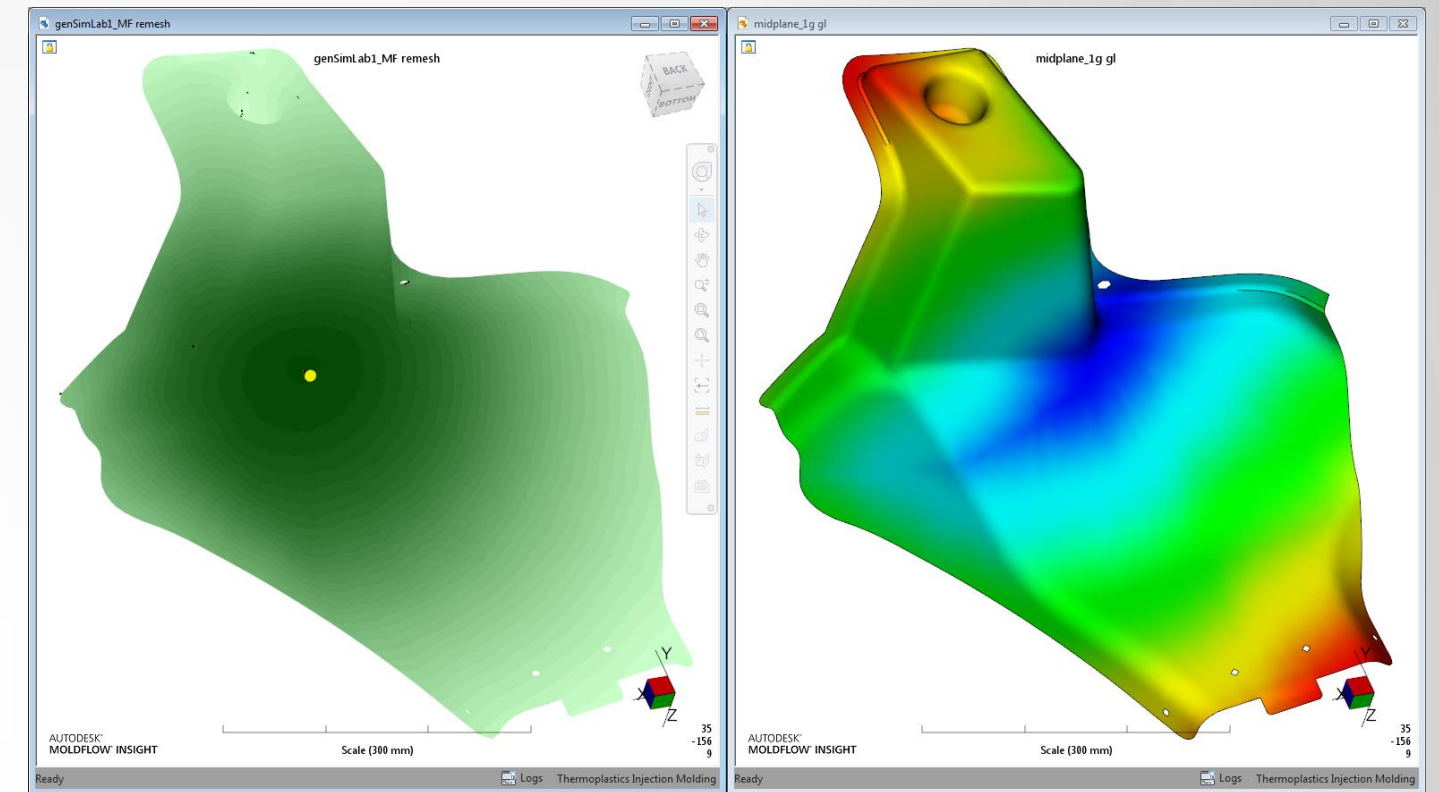 genSimLab1_MF remesh
genSimLab1_MF remesh
BACK
BOTTOM
Y
X
Z
AUTODESK®
MOLDFLOW® INSIGHT
Scale (300 mm)
35
-156
9
Ready
Logs
Thermoplastics Injection Molding
midplane_1g gl
midplane_1g gl
Y
X
Z
AUTODESK®
MOLDFLOW® INSIGHT
Scale (300 mm)
35
-156
9
Ready
Logs
Thermoplastics Injection Molding